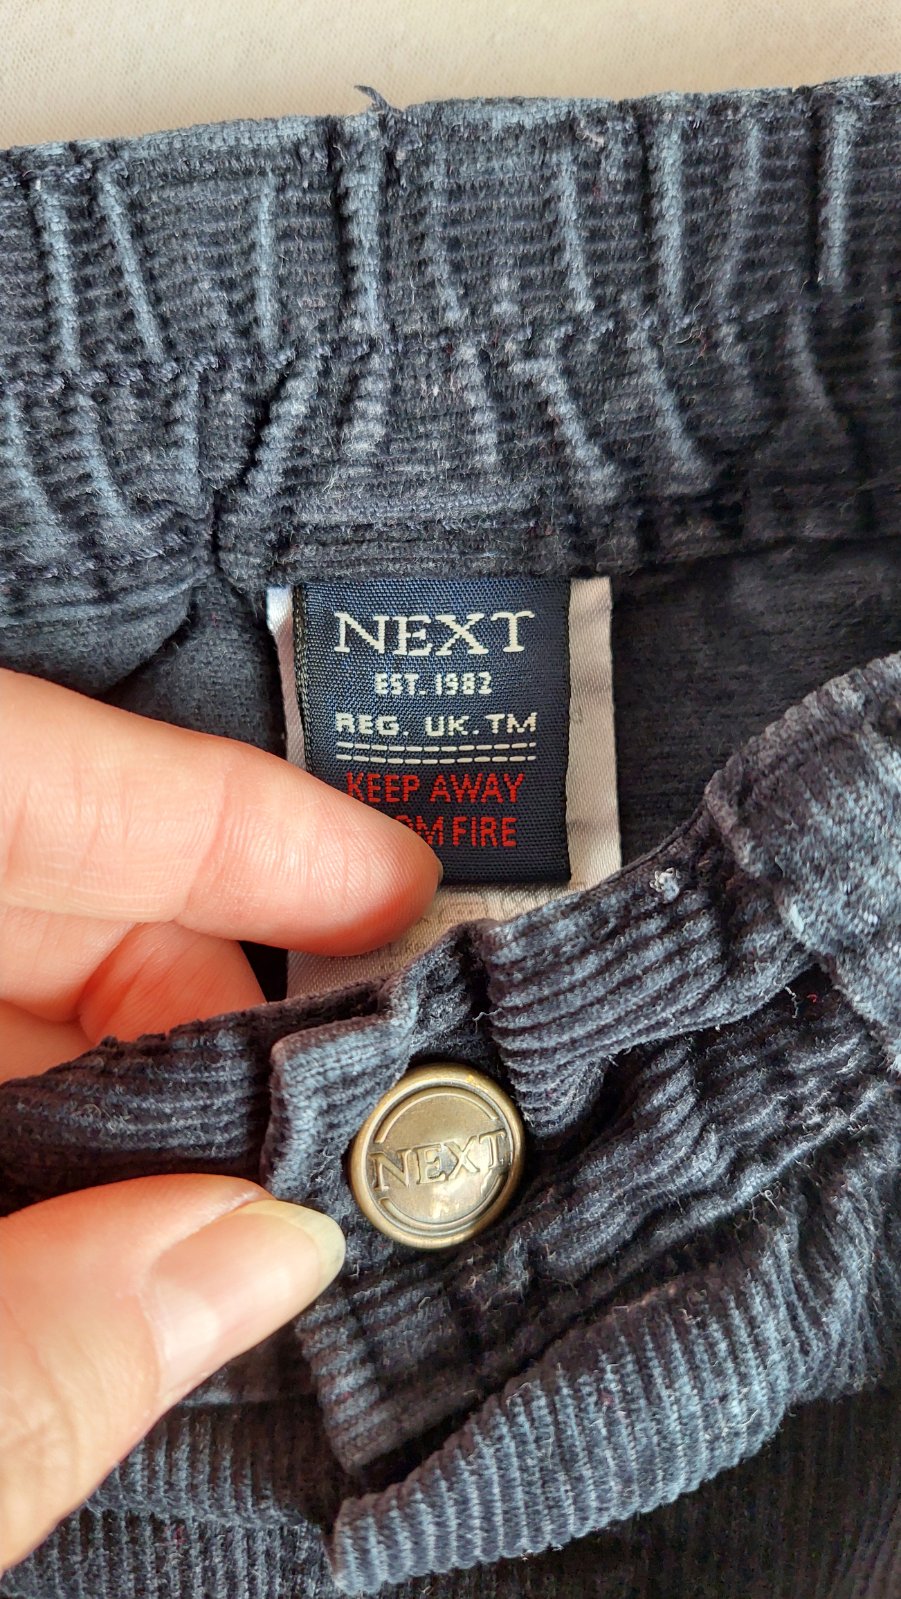 NEXT
EST. 1982
REG. UK. TM
KEEP AWAY
FIRE
NEXT